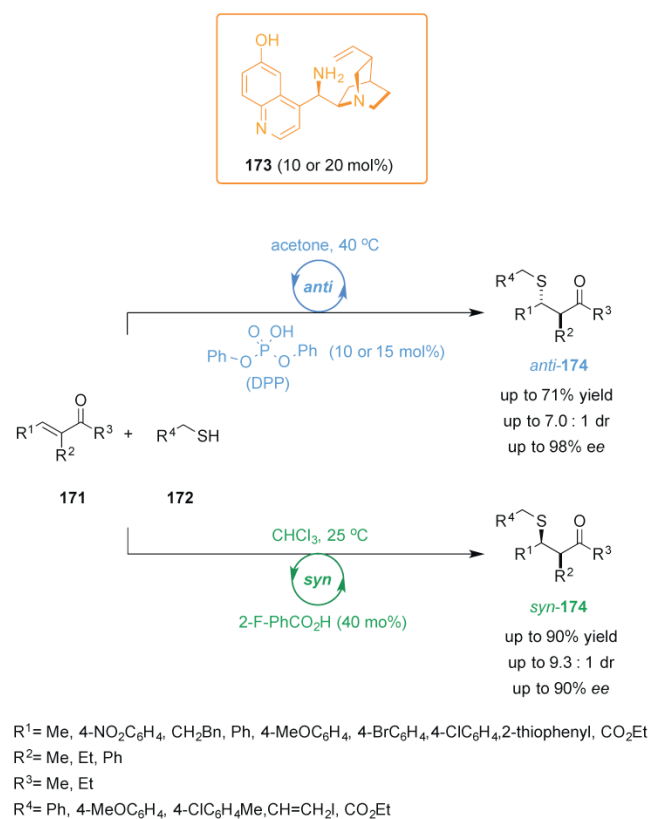 OH
NH2
N
N
173 (10 or 20 mol%)
acetone, 40 °C
anti
O OH
P
Ph O O Ph (10 or 15 mol%)
(DPP)
R4 S O
R1 R3
R2
anti-174
up to 71% yield
up to 7.0 : 1 dr
up to 98% ee
O
R1 R3 + R4 SH
R2
171 172
CHCl3, 25 °C
syn
2-F-PhCO2H (40 mo%)
R4 S O
R1 R3
R2
syn-174
up to 90% yield
up to 9.3 : 1 dr
up to 90% ee
R1= Me, 4-NO2C6H4, CH2Bn, Ph, 4-MeOC6H4, 4-BrC6H4,4-ClC6H4,2-thiophenyl, CO2Et
R2= Me, Et, Ph
R3= Me, Et
R4= Ph, 4-MeOC6H4, 4-ClC6H4Me,CH=CH2l, CO2Et